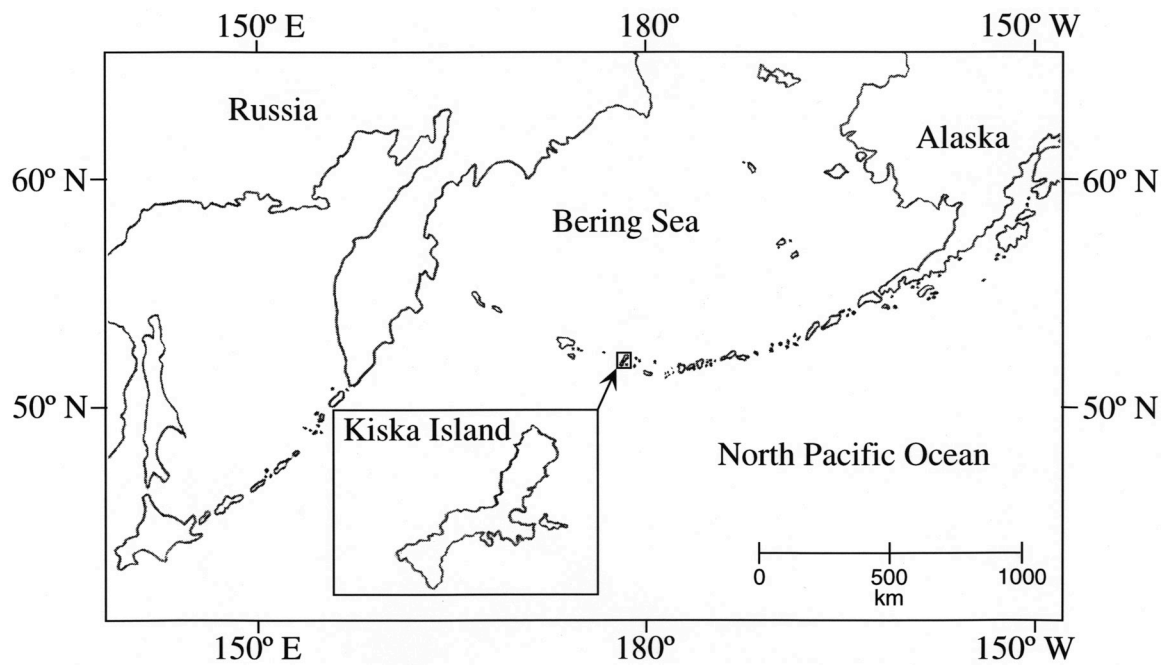 150º E 180º 150º W
Russia
Alaska
60º N 60º N
Bering Sea
50º N 50º N
Kiska Island
North Pacific Ocean
0 500 1000
km
150º E 180º 150º W